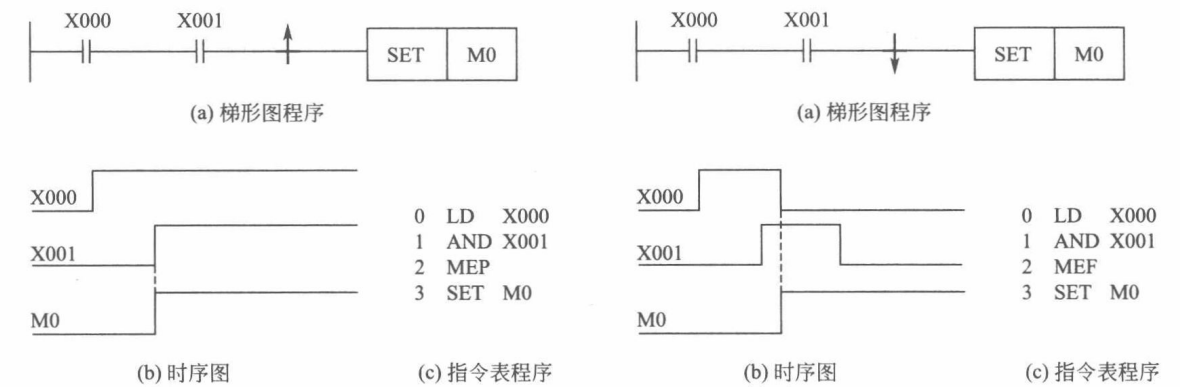 X000 X001
SET M0
(a) 梯形图程序
X000
X001
M0
(b) 时序图
0 LD X000
1 AND X001
2 MEP
3 SET M0
(c) 指令表程序
X000 X001
SET M0
(a) 梯形图程序
X000
X001
M0
(b) 时序图
0 LD X000
1 AND X001
2 MEF
3 SET M0
(c) 指令表程序